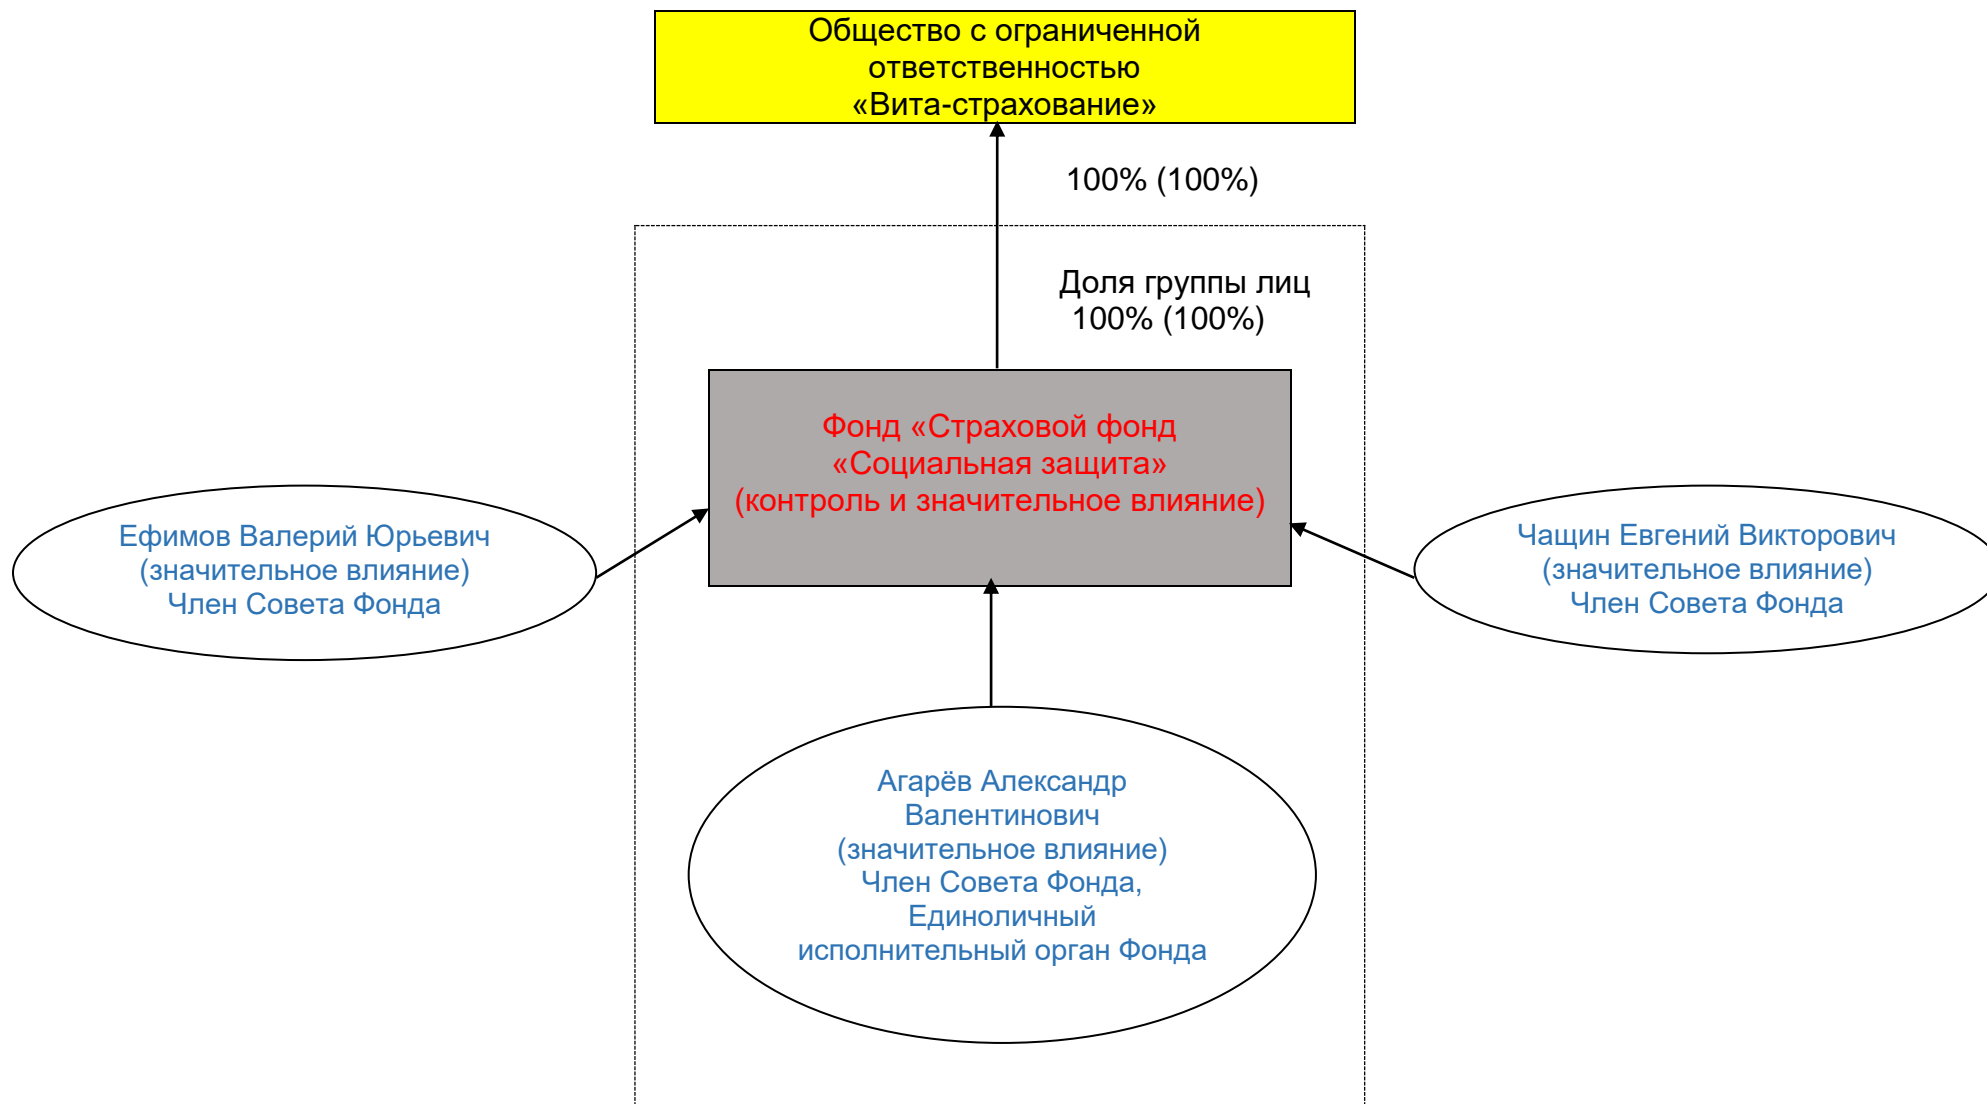 Общество с ограниченной
ответственностью
«Вита-страхование»
100% (100%)
Доля группы лиц
100% (100%)
Фонд «Страховой фонд
«Социальная защита»
(контроль и значительное влияние)
Ефимов Валерий Юрьевич
(значительное влияние)
Член Совета Фонда
Чащин Евгений Викторович
(значительное влияние)
Член Совета Фонда
Агарёв Александр
Валентинович
(значительное влияние)
Член Совета Фонда,
Единоличный
исполнительный орган Фонда